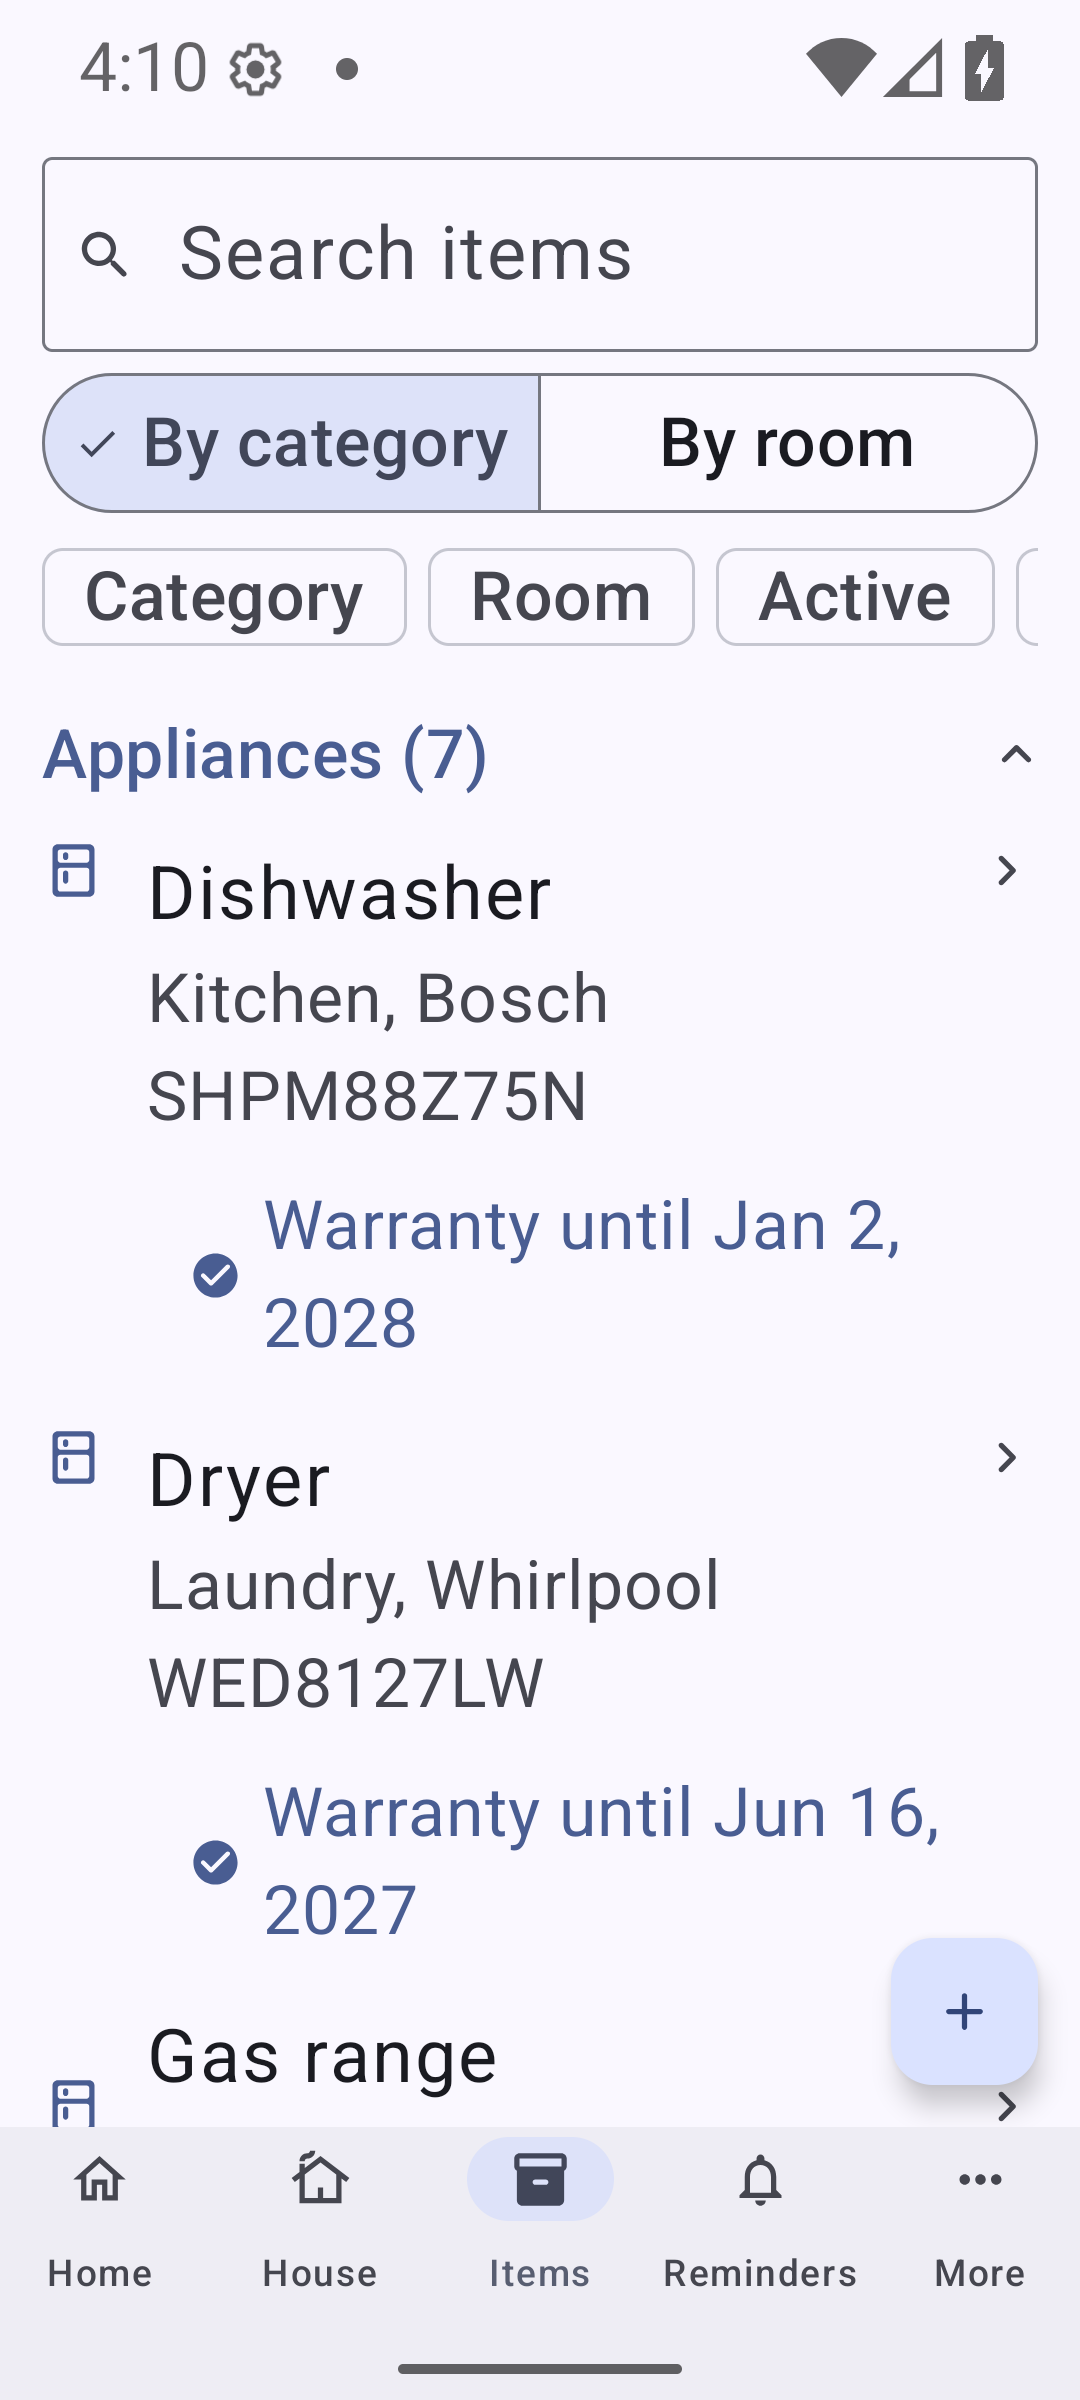 4:10
Search items
By category
By room
Category
Room
Active
Appliances (7)
Dishwasher
Kitchen, Bosch
SHPM88Z75N
Warranty until Jan 2,
2028
Dryer
Laundry, Whirlpool
WED8127LW
Warranty until Jun 16,
2027
Gas range
Home
House
Items
Reminders
More